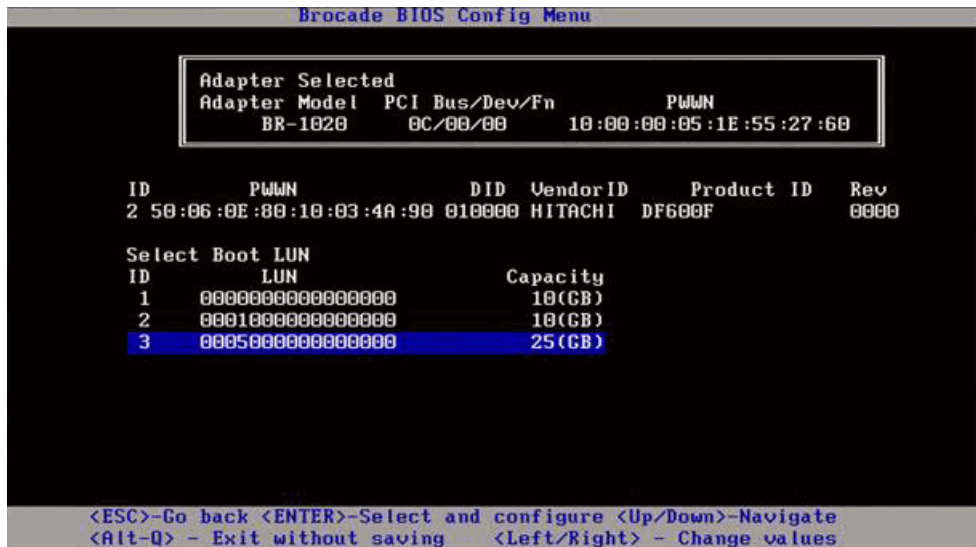 Brocade BIOS Config Menu
Adapter Selected
Adapter Model PCI Bus/Dev/Fn PWWN
BR-1020 0C/00/00 10:00:00:05:1E:55:27:60
ID PWWN DID VendorID Product ID Rev
2 50:06:0E:80:10:03:4A:90 010000 HITACHI DF600F 0000
Select Boot LUN
ID LUN Capacity
1 0000000000000000 10(GB)
2 0001000000000000 10(GB)
3 0005000000000000 25(GB)
<ESC>-Go back <ENTER>-Select and configure <Up/Down>-Navigate
<Alt-Q> - Exit without saving <Left/Right> - Change values